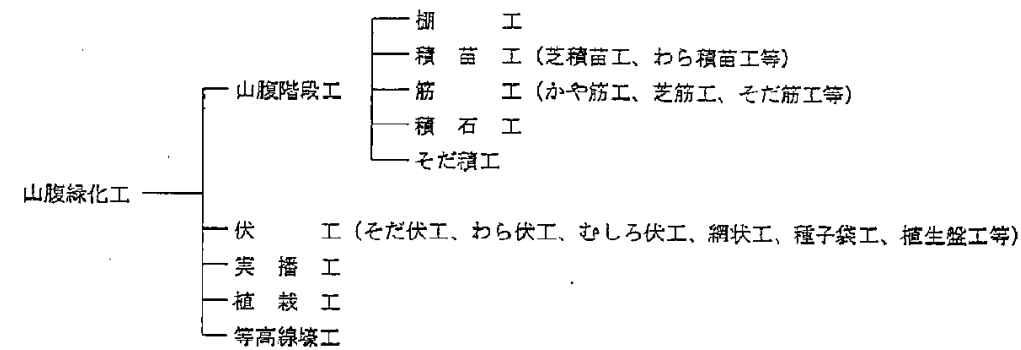 棚工
積苗工（芝積苗工、わら積苗工等）
山腹階段工
筋工（かや筋工、芝筋工、そだ筋工等）
積石工
そだ積工
山腹緑化工
伏工（そだ伏工、わら伏工、むしろ伏工、網状工、種子袋工、植生盤工等）
実播工
植栽工
等高線壕工